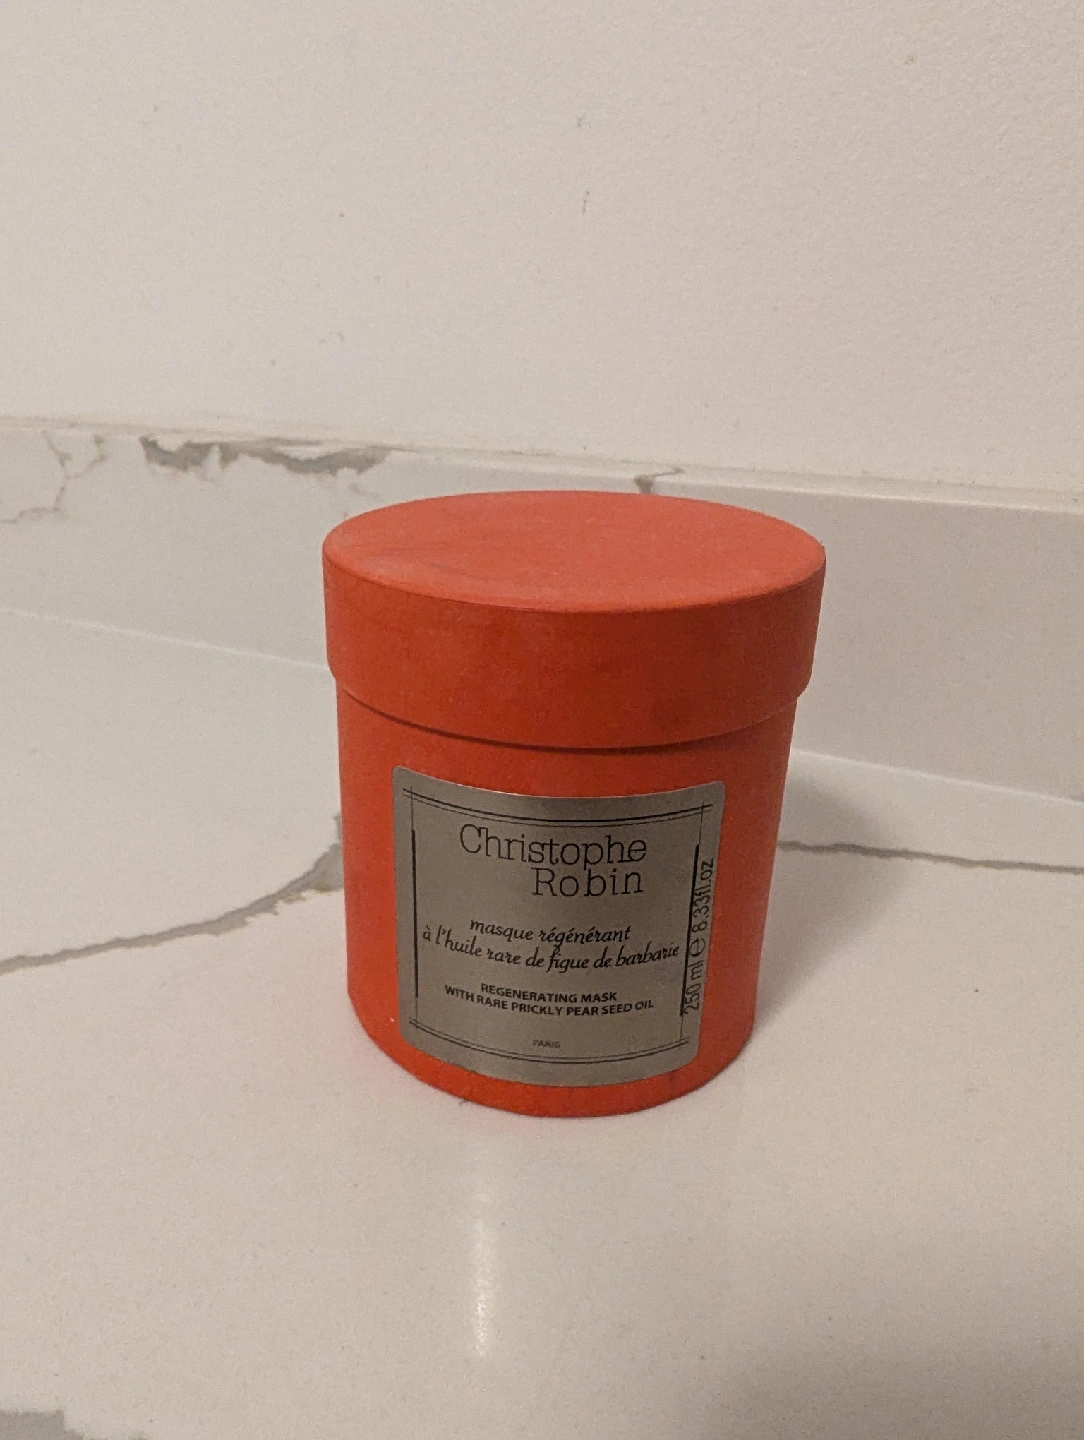 Christophe
Robin
masque régénérant
à l'huile rare de figue de barbarie
REGENERATING MASK
WITH RARE PRICKLY PEAR SEED OIL
PARIS
250 ml ℮ 8.33fl.oz